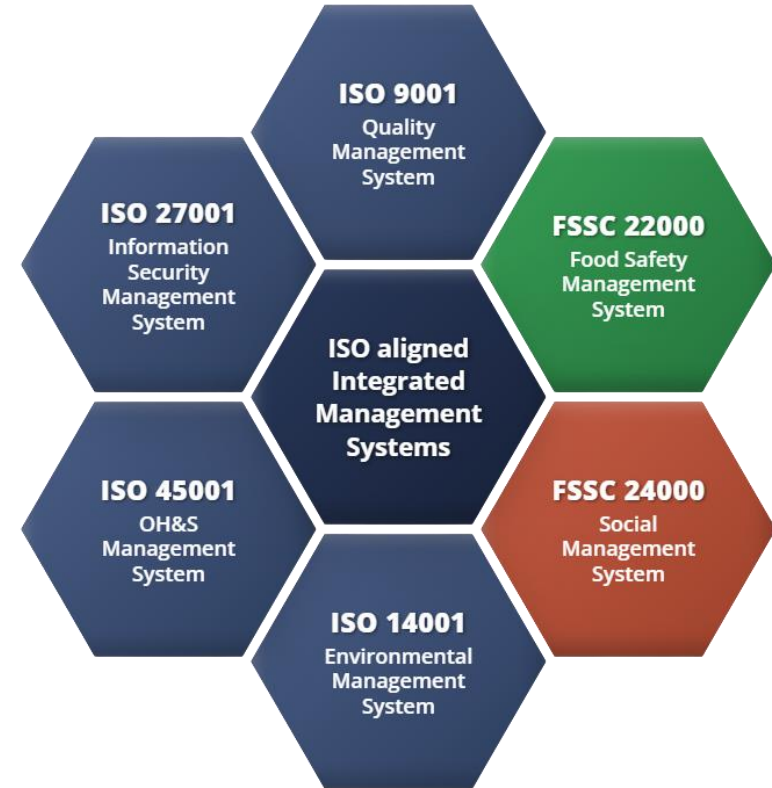 ISO 9001
Quality
Management
System
ISO 27001
Information
Security
Management
System
FSSC 22000
Food Safety
Management
System
ISO aligned
Integrated
Management
Systems
ISO 45001
OH&S
Management
System
FSSC 24000
Social
Management
System
ISO 14001
Environmental
Management
System